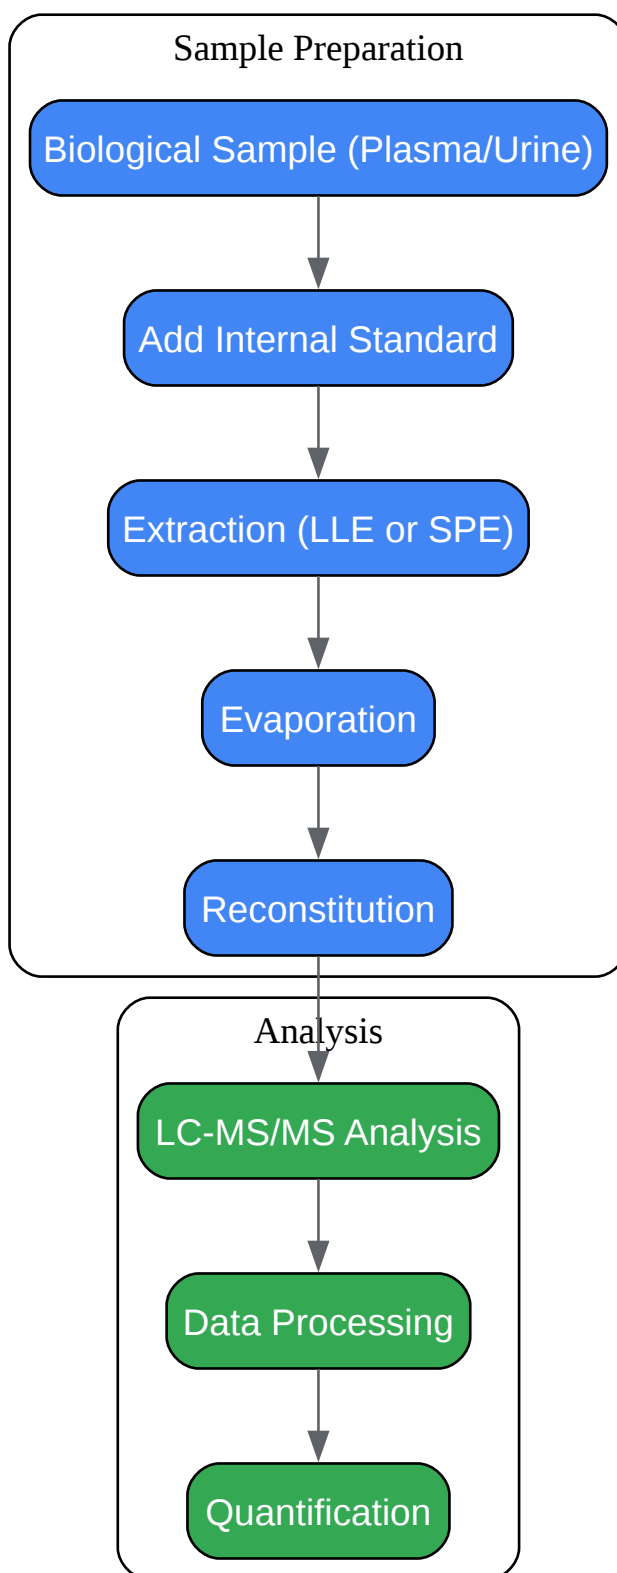 Sample Preparation
Biological Sample (Plasma/Urine)
Add Internal Standard
Extraction (LLE or SPE)
Evaporation
Reconstitution
Analysis
LC-MS/MS Analysis
Data Processing
Quantification